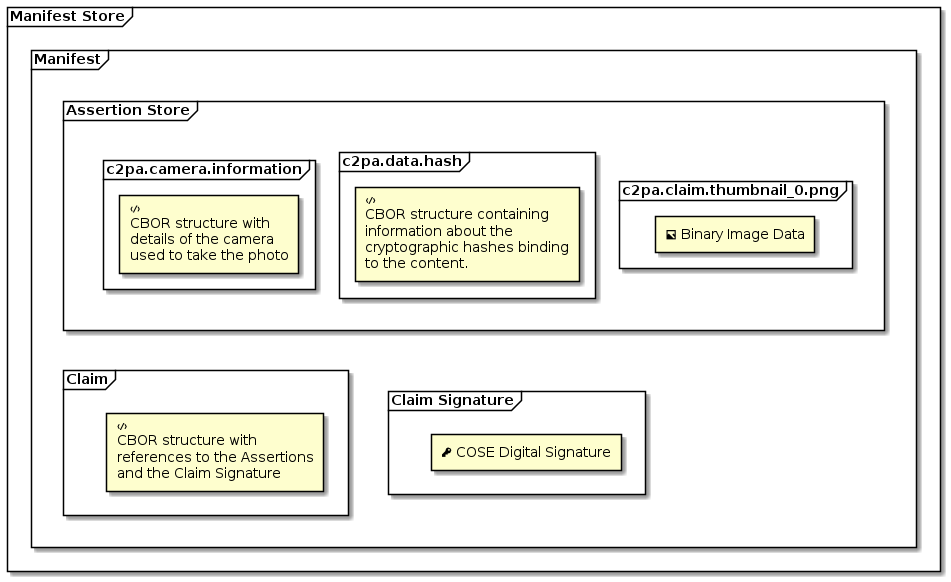 Manifest Store
Manifest
Assertion Store
c2pa.camera.information
CBOR structure with
details of the camera
used to take the photo
c2pa.data.hash
CBOR structure containing
information about the
cryptographic hashes binding
to the content.
c2pa.claim.thumbnail_0.png
Binary Image Data
Claim
CBOR structure with
references to the Assertions
and the Claim Signature
Claim Signature
COSE Digital Signature